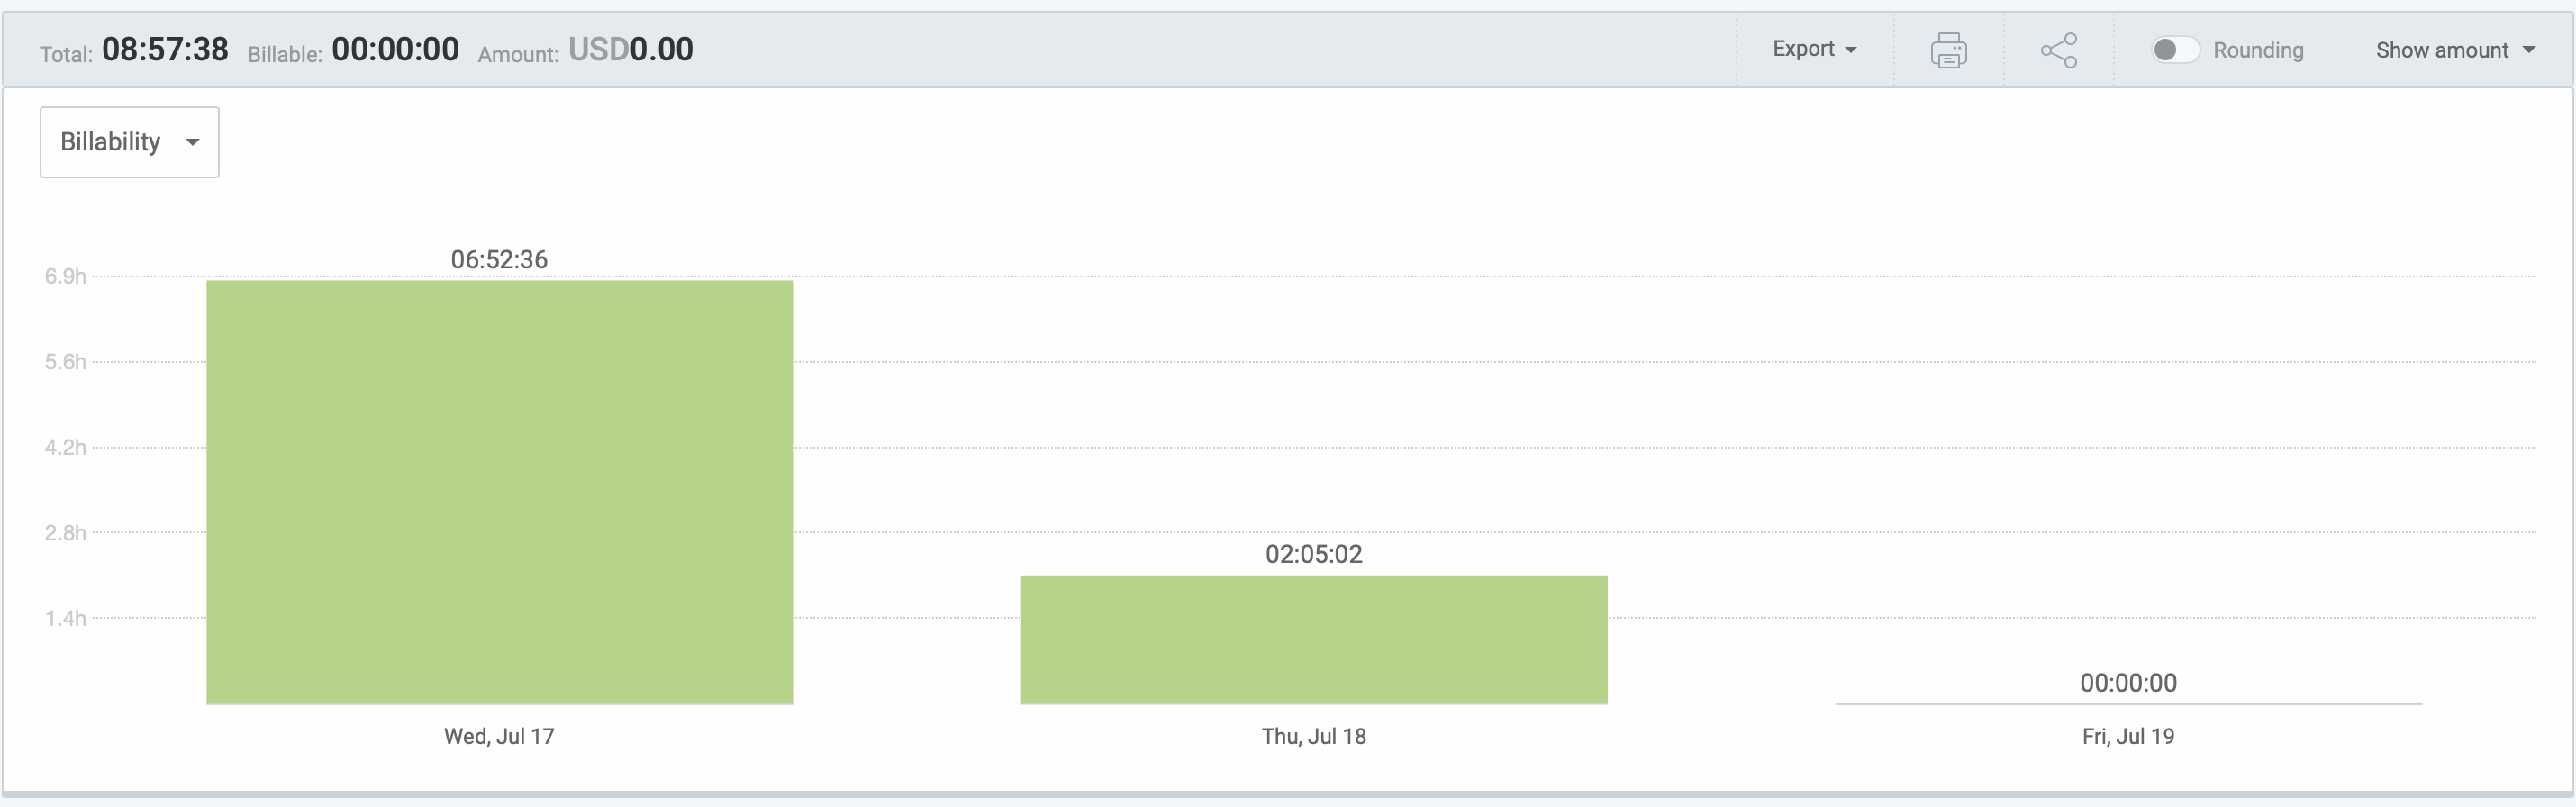 Total: 08:57:38 Billable: 00:00:00 Amount: USD0.00 Export Rounding Show amount
Billability
06:52:36
6.9h
5.6h
4.2h
2.8h
02:05:02
1.4h
00:00:00
Wed, Jul 17 Thu, Jul 18 Fri, Jul 19